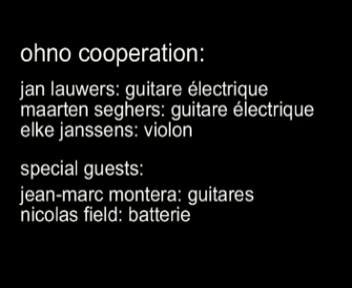 ohno cooperation:
jan lauwers: guitare électrique
maarten seghers: guitare électrique
elke janssens: violon
special guests:
jean-marc montera: guitares
nicolas field: batterie